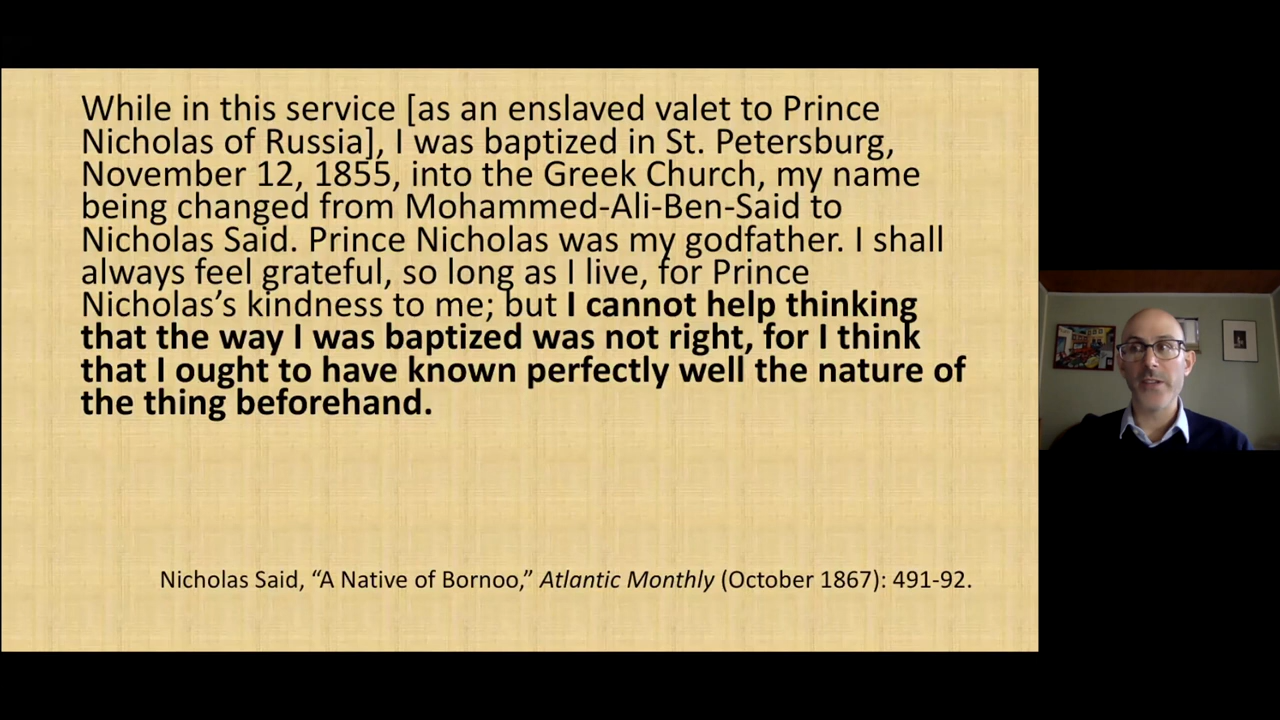 While in this service [as an enslaved valet to Prince
Nicholas of Russia], I was baptized in St. Petersburg,
November 12, 1855, into the Greek Church, my name
being changed from Mohammed-Ali-Ben-Said to
Nicholas Said. Prince Nicholas was my godfather. I shall
always feel grateful, so long as I live, for Prince
Nicholas’s kindness to me; but I cannot help thinking
that the way I was baptized was not right, for I think
that I ought to have known perfectly well the nature of
the thing beforehand.
Nicholas Said, “A Native of Bornoo,” Atlantic Monthly (October 1867): 491-92.